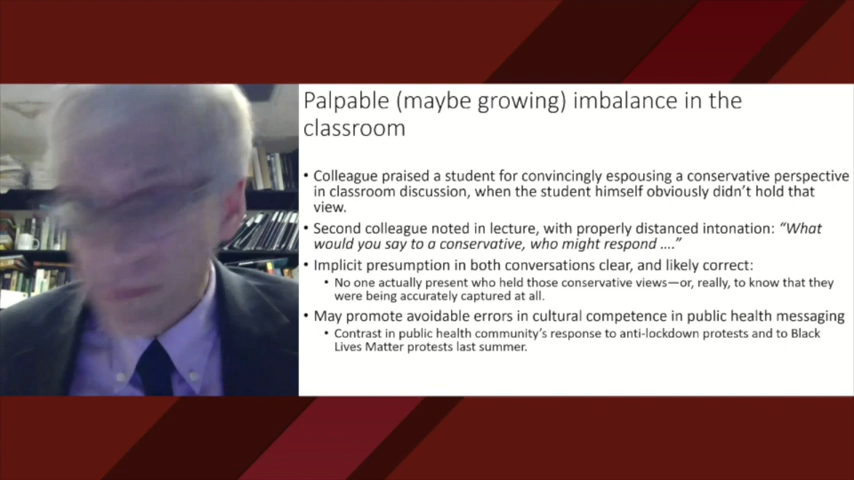 Palpable (maybe growing) imbalance in the
classroom
• Colleague praised a student for convincingly espousing a conservative perspective
in classroom discussion, when the student himself obviously didn't hold that
view.
• Second colleague noted in lecture, with properly distanced intonation: “What
would you say to a conservative, who might respond ....”
• Implicit presumption in both conversations clear, and likely correct:
• No one actually present who held those conservative views—or, really, to know that they
were being accurately captured at all.
• May promote avoidable errors in cultural competence in public health messaging
• Contrast in public health community's response to anti-lockdown protests and to Black
Lives Matter protests last summer.